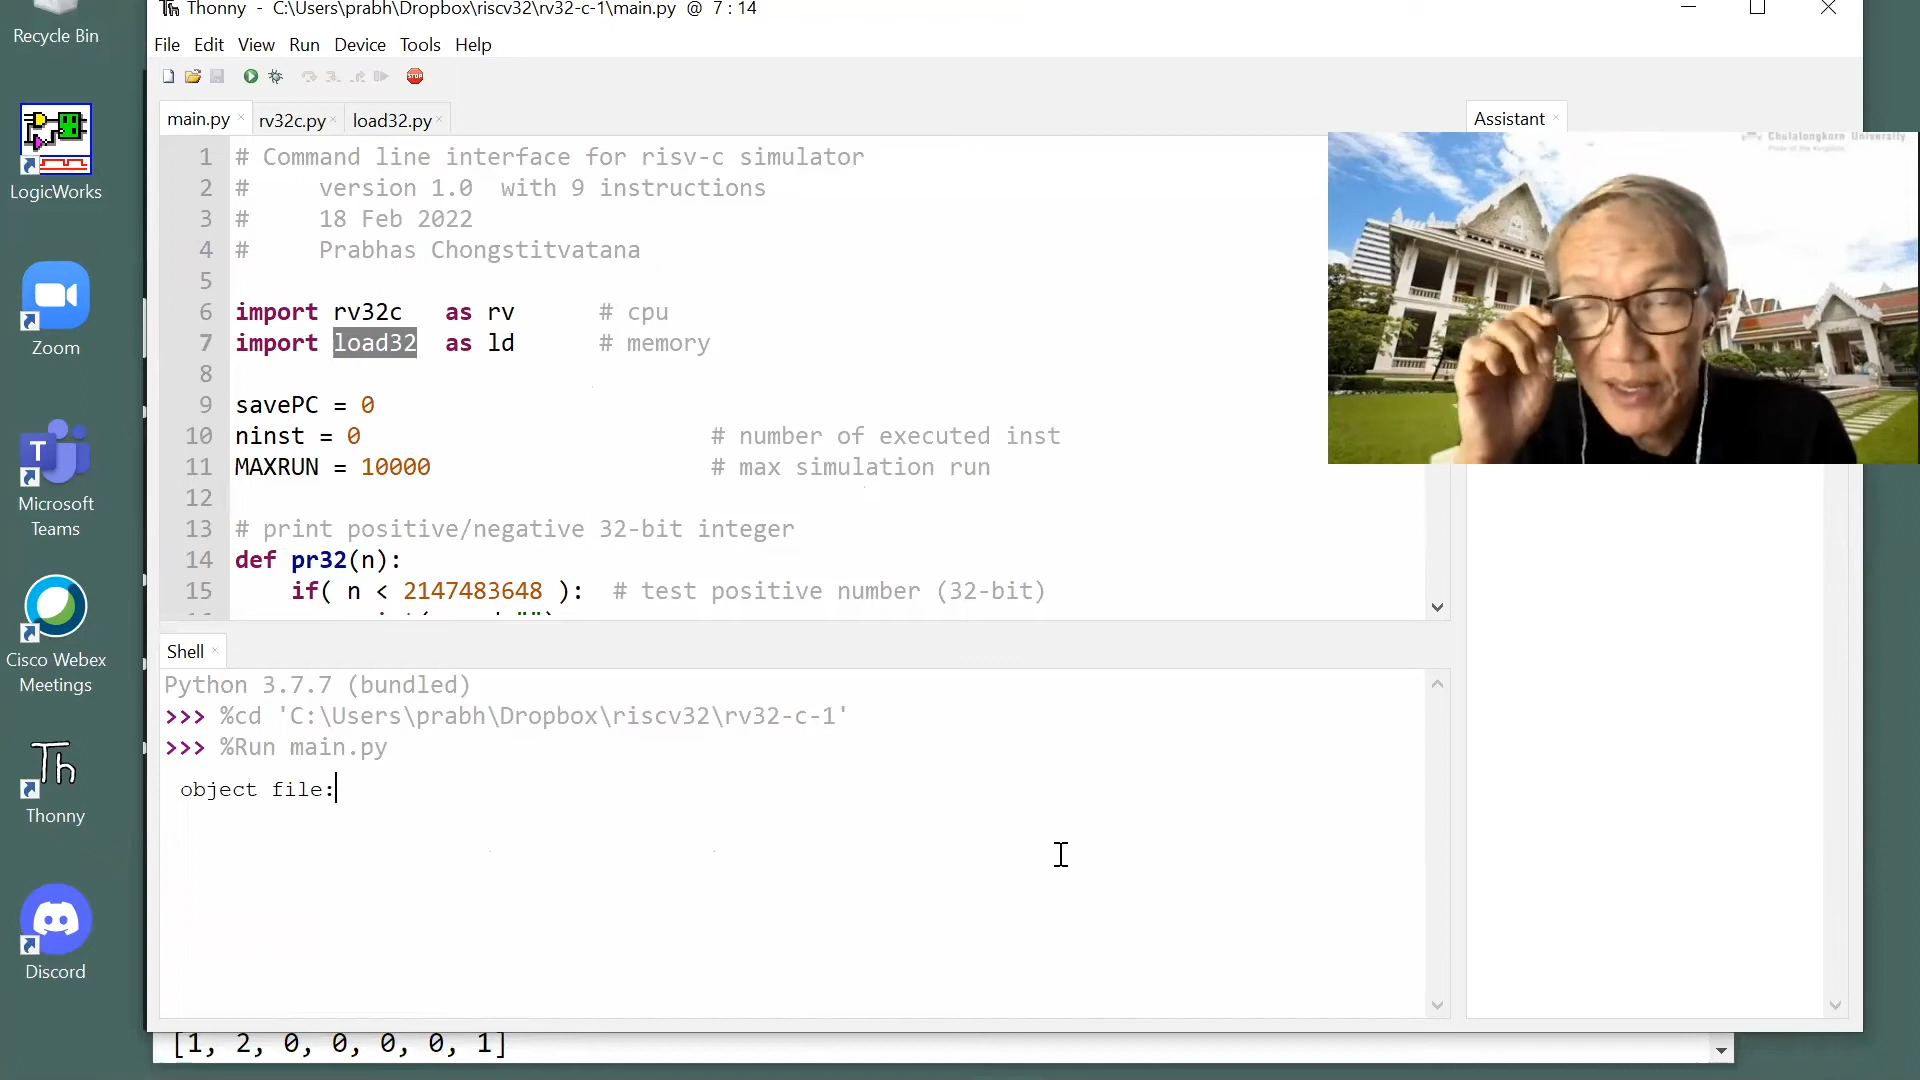 Recycle Bin
LogicWorks
Zoom
Microsoft
Teams
Cisco Webex
Meetings
Thonny
Discord
Th Thonny - C:\Users\prabh\Dropbox\riscv32\rv32-c-1\main.py @ 7 : 14
File Edit View Run Device Tools Help
STOP
main.py × rv32c.py × load32.py ×
1 # Command line interface for risv-c simulator
2 #     version 1.0  with 9 instructions
3 #     18 Feb 2022
4 #     Prabhas Chongstitvatana
5
6 import rv32c   as rv      # cpu
7 import load32  as ld      # memory
8
9 savePC = 0
10 ninst = 0                         # number of executed inst
11 MAXRUN = 10000                    # max simulation run
12
13 # print positive/negative 32-bit integer
14 def pr32(n):
15     if( n < 2147483648 ):  # test positive number (32-bit)
Shell ×
Python 3.7.7 (bundled)
>>> %cd 'C:\Users\prabh\Dropbox\riscv32\rv32-c-1'
>>> %Run main.py
object file:
[1, 2, 0, 0, 0, 0, 1]
Assistant ×
Chulalongkorn University
Pillar of the Kingdom